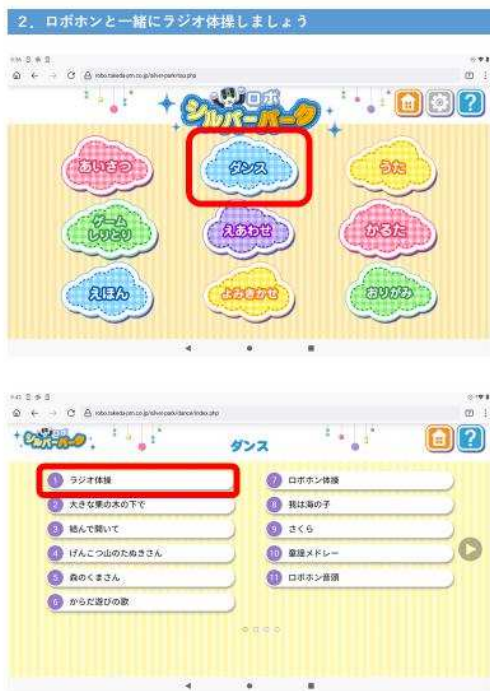 2．ロボホンと一緒にラジオ体操しましょう
ロボ
シルバーパーク
あいさつ
ダンス
うた
ゲーム
しりとり
えあわせ
かるた
えほん
よみきかせ
おりがみ
ロボ
シルバーパーク
ダンス
1 ラジオ体操
2 大きな栗の木の下で
3 結んで開いて
4 げんこつ山のたぬきさん
5 森のくまさん
6 からだ遊びの歌
7 ロボホン体操
8 我は海の子
9 さくら
10 童謡メドレー
11 ロボホン音頭